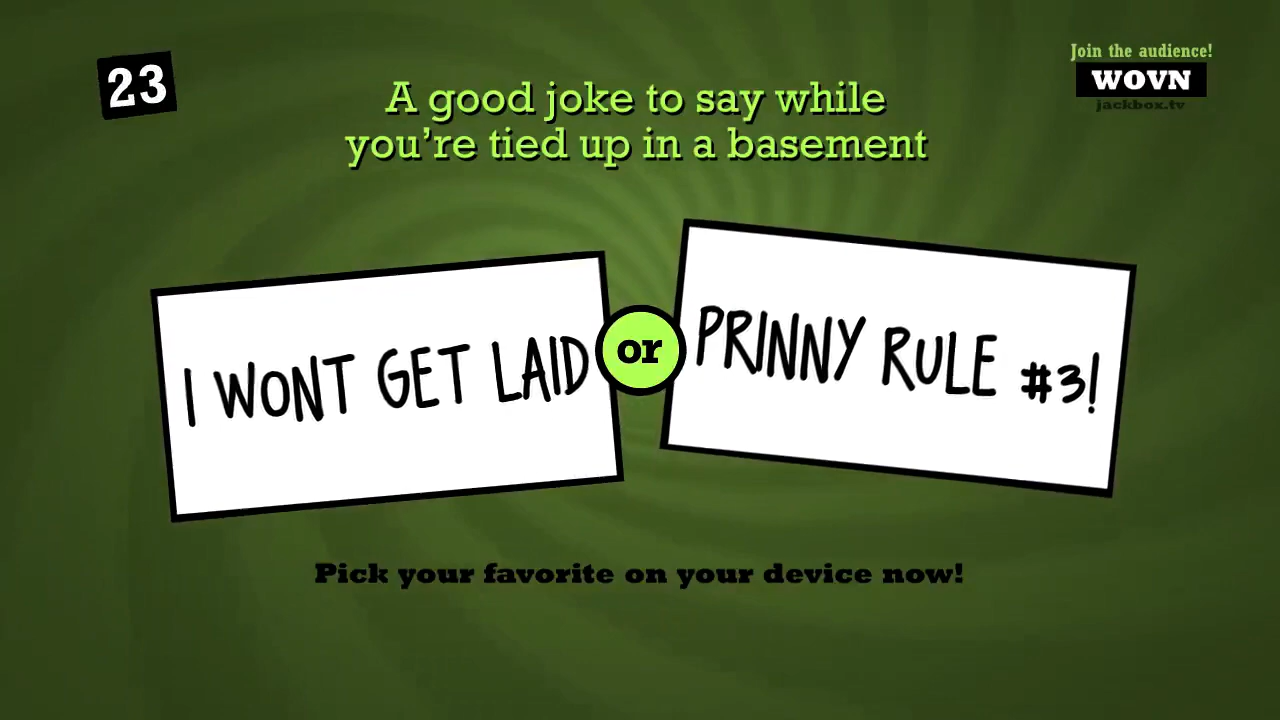 23
Join the audience!
WOVN
jackbox.tv
A good joke to say while
you're tied up in a basement
I WONT GET LAID
or
PRINNY RULE #3!
Pick your favorite on your device now!